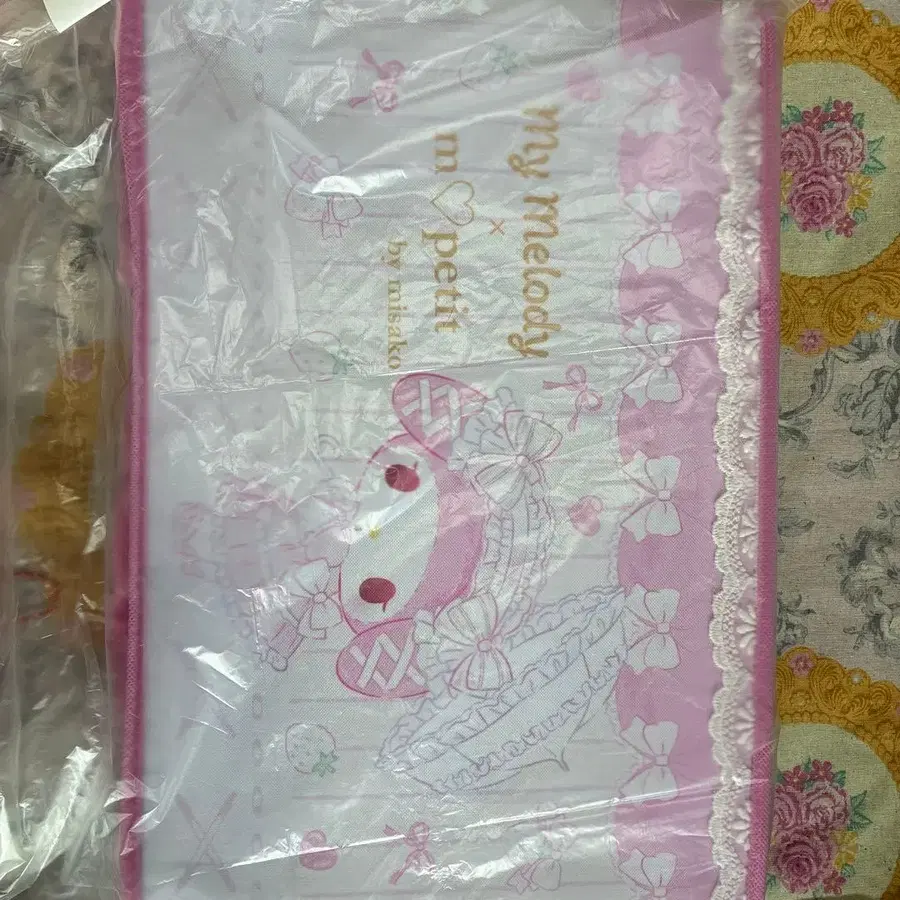 my melody
×
m♡petit
by misako